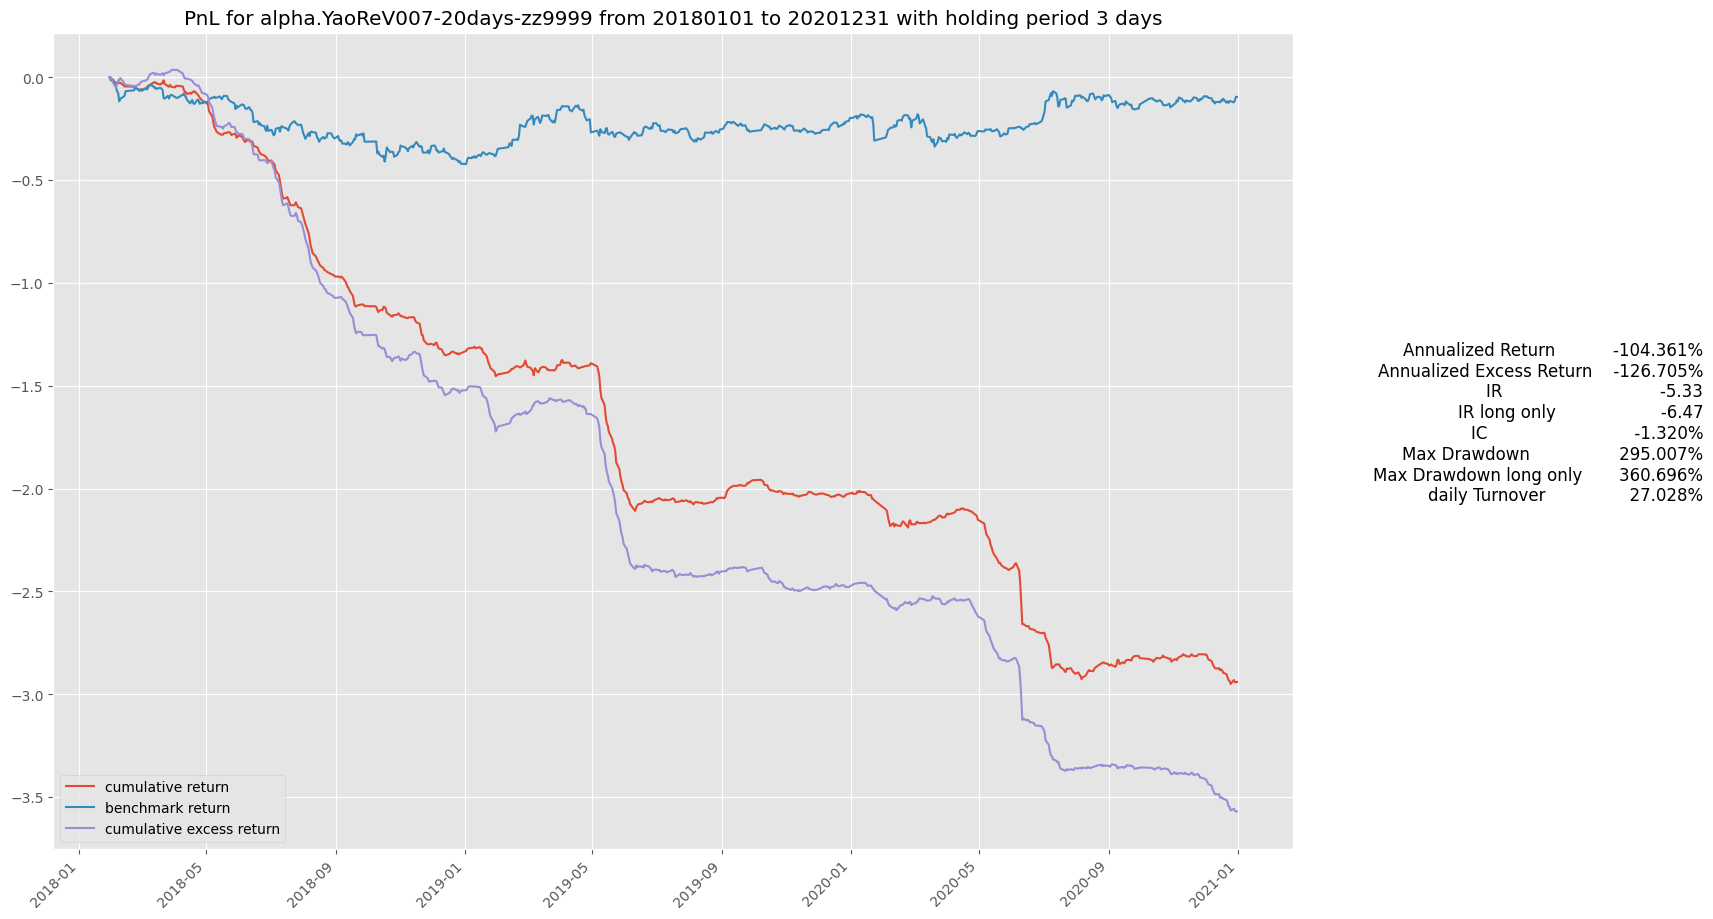 PnL for alpha.YaoReV007-20days-zz9999 from 20180101 to 20201231 with holding period 3 days
0.0
−0.5
−1.0
−1.5
−2.0
−2.5
−3.0
−3.5
Annualized Return -104.361%
Annualized Excess Return -126.705%
IR -5.33
IR long only -6.47
IC -1.320%
Max Drawdown 295.007%
Max Drawdown long only 360.696%
daily Turnover 27.028%
cumulative return
benchmark return
cumulative excess return
2018-01
2018-05
2018-09
2019-01
2019-05
2019-09
2020-01
2020-05
2020-09
2021-01